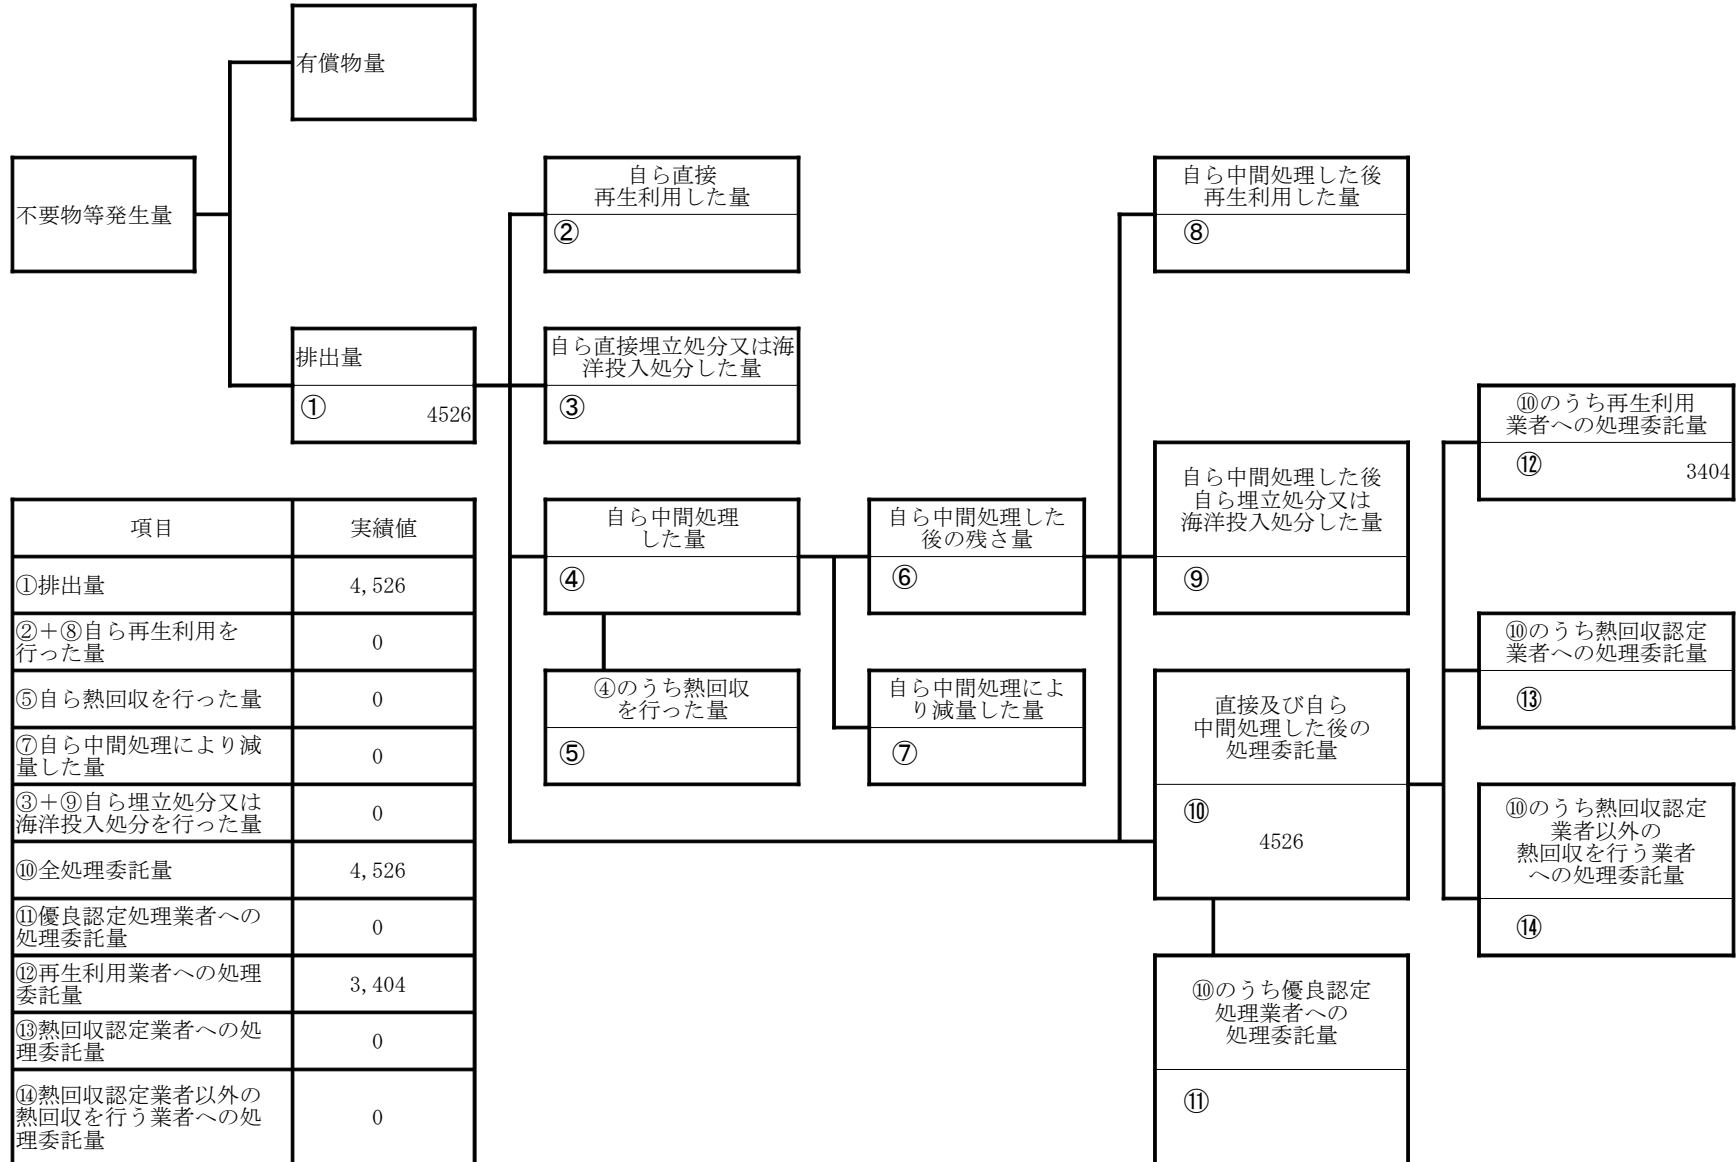 有償物量
不要物等発生量
自ら直接
再生利用した量
②
自ら中間処理した後
再生利用した量
⑧
排出量
①
4526
自ら直接埋立処分又は海
洋投入処分した量
③
⑩のうち再生利用
業者への処理委託量
⑫
3404
自ら中間処理
した量
④
自ら中間処理した
後の残さ量
⑥
自ら中間処理した後
自ら埋立処分又は
海洋投入処分した量
⑨
⑩のうち熱回収認定
業者への処理委託量
⑬
④のうち熱回収
を行った量
⑤
自ら中間処理によ
り減量した量
⑦
直接及び自ら
中間処理した後の
処理委託量
⑩
4526
⑩のうち熱回収認定
業者以外の
熱回収を行う業者
への処理委託量
⑭
⑩のうち優良認定
処理業者への
処理委託量
⑪
項目
実績値
①排出量
4,526
②＋⑧自ら再生利用を
行った量
0
⑤自ら熱回収を行った量
0
⑦自ら中間処理により減
量した量
0
③＋⑨自ら埋立処分又は
海洋投入処分を行った量
0
⑩全処理委託量
4,526
⑪優良認定処理業者への
処理委託量
0
⑫再生利用業者への処理
委託量
3,404
⑬熱回収認定業者への処
理委託量
0
⑭熱回収認定業者以外の
熱回収を行う業者への処
理委託量
0